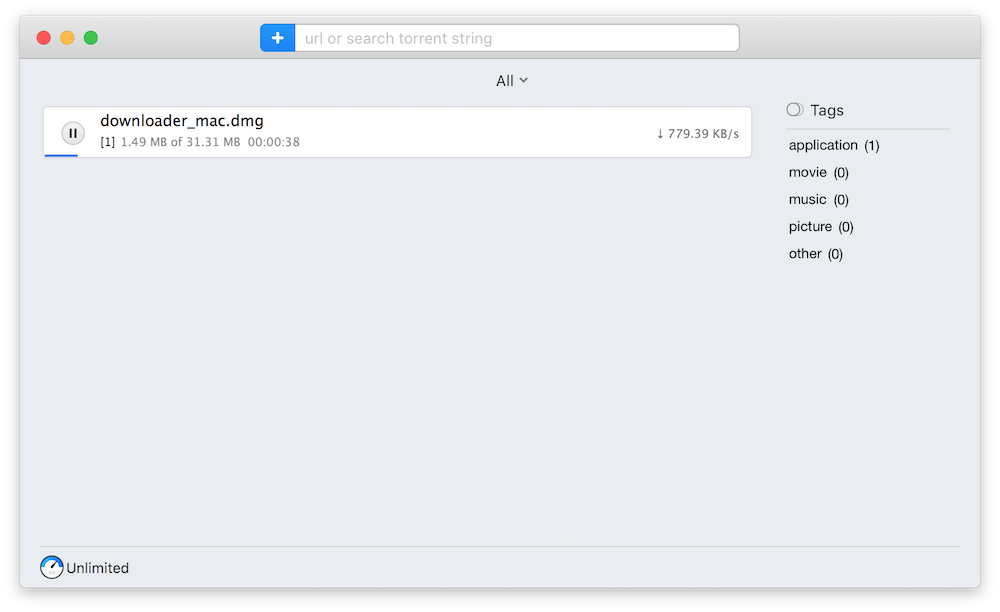 url or search torrent string
All
downloader_mac.dmg
[1] 1.49 MB of 31.31 MB 00:00:38
↓ 779.39 KB/s
Tags
application (1)
movie (0)
music (0)
picture (0)
other (0)
Unlimited